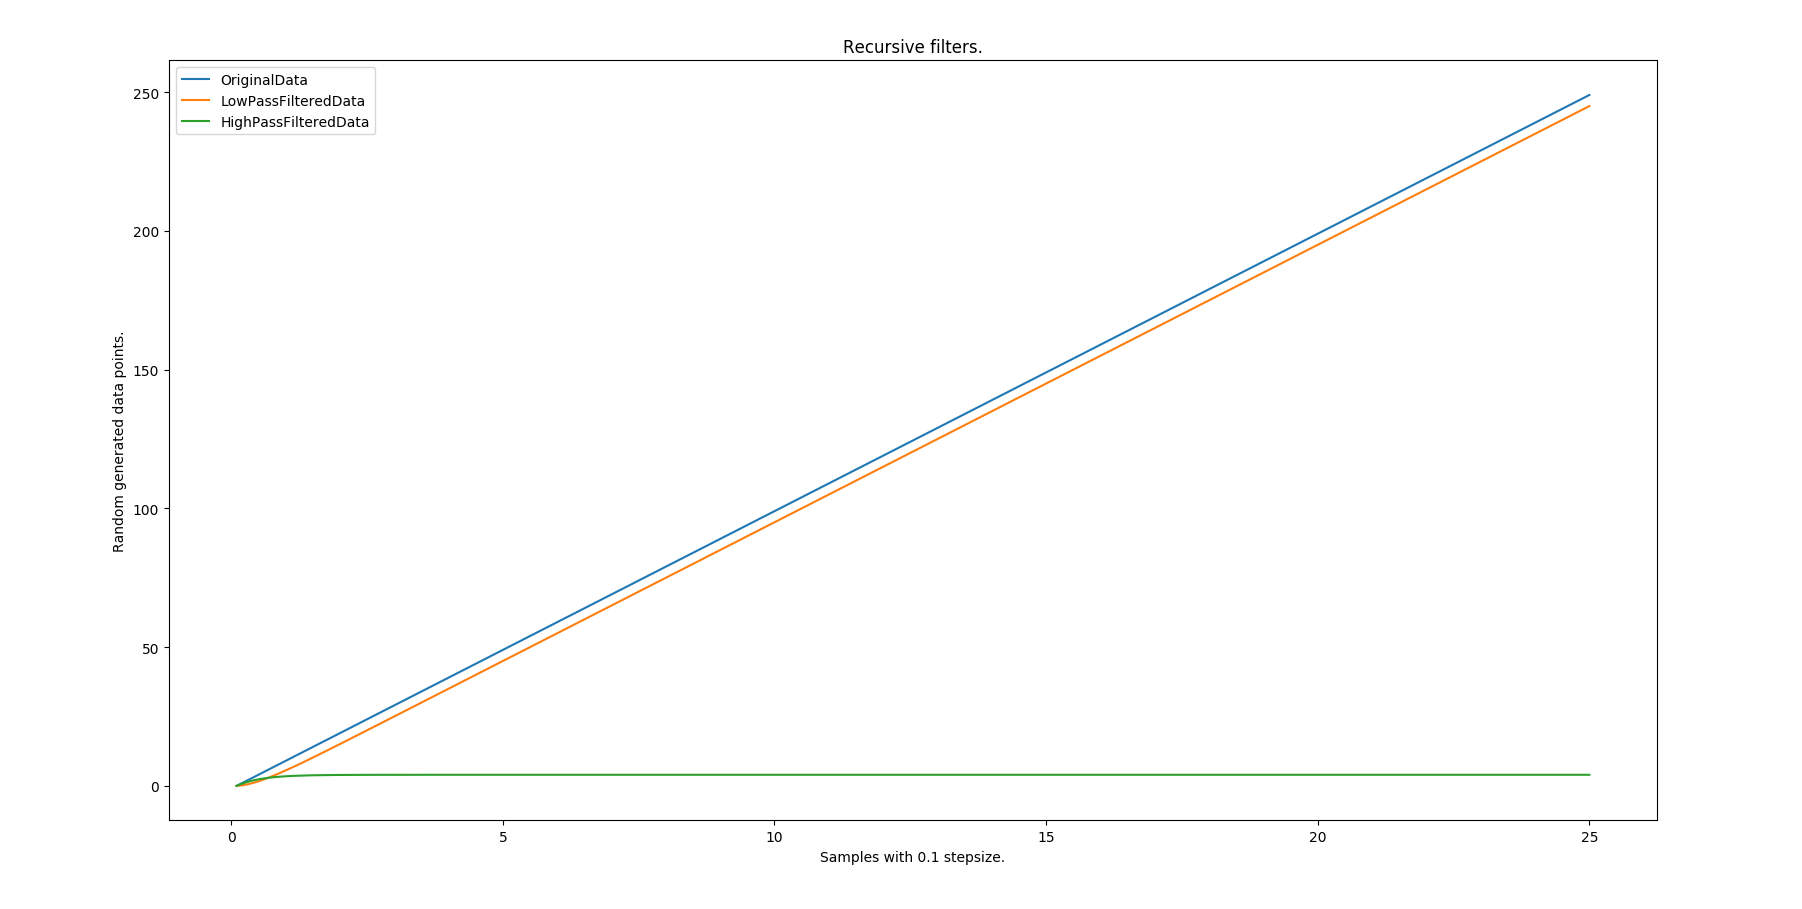 Recursive filters.
OriginalData
LowPassFilteredData
HighPassFilteredData
250
200
150
100
50
0
Random generated data points.
0 5 10 15 20 25
Samples with 0.1 stepsize.